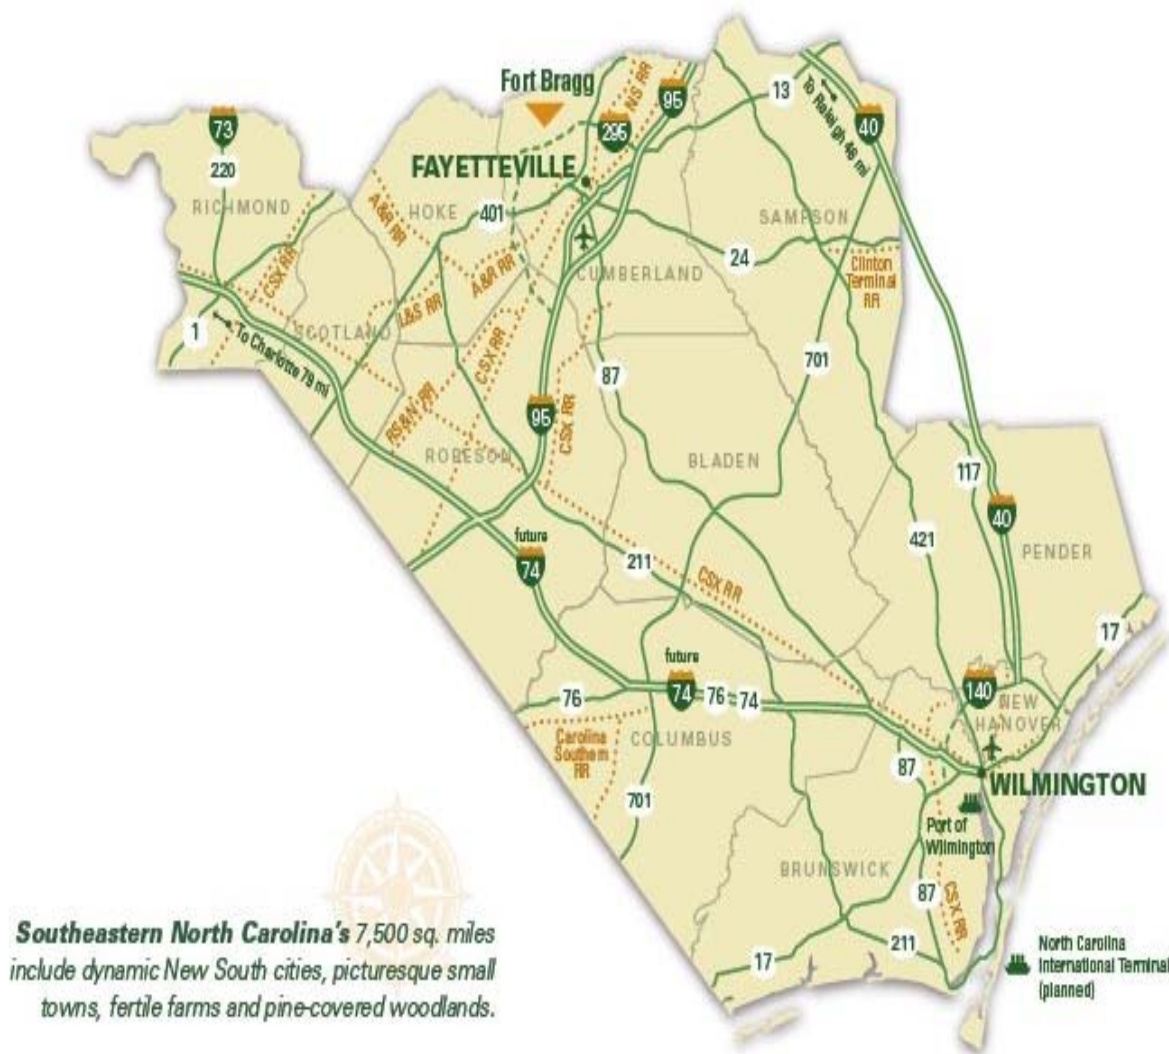 Fort Bragg
NS RR
95
13
To Raleigh 46 mi
40
73
295
220
FAYETTEVILLE
RICHMOND
A&R RR
HOKE
401
SAMPSON
CSX RR
A&R RR
CUMBERLAND
24
Clinton
Terminal
RR
L&S RR
1
To Charlotte 79 mi
SCOTLAND
CSX RR
701
87
95
CSX RR
RS&N RR
ROBESON
BLADEN
117
40
421
PENDER
future
74
211
CSX RR
17
future
74
76
74
76
140
NEW
HANOVER
Carolina
Southern
RR
COLUMBUS
87
WILMINGTON
701
Port of
Wilmington
BRUNSWICK
87
CSX RR
211
17
North Carolina
International Terminal
(planned)
Southeastern North Carolina's 7,500 sq. miles
include dynamic New South cities, picturesque small
towns, fertile farms and pine-covered woodlands.